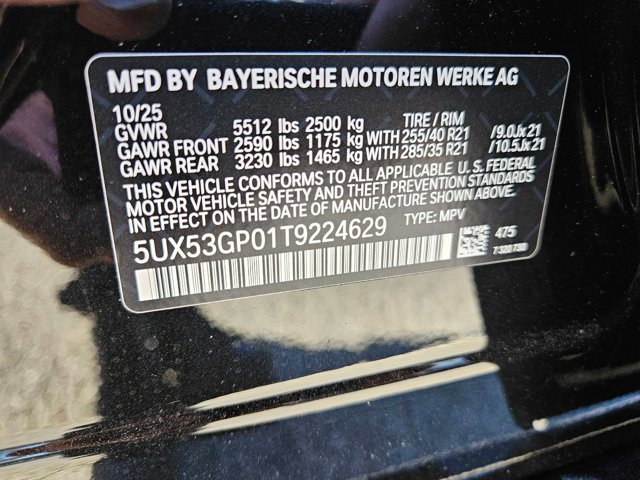 MFD BY BAYERISCHE MOTOREN WERKE AG
10/25 TIRE / RIM
GVWR 5512 lbs 2500 kg
GAWR FRONT 2590 lbs 1175 kg WITH 255/40 R21 /9.0Jx21
GAWR REAR 3230 lbs 1465 kg WITH 285/35 R21 /10.5Jx21
THIS VEHICLE CONFORMS TO ALL APPLICABLE U.S. FEDERAL
MOTOR VEHICLE SAFETY AND THEFT PREVENTION STANDARDS
IN EFFECT ON THE DATE OF MANUFACTURE SHOWN ABOVE.
5UX53GP01T9224629 TYPE: MPV
475
7320730